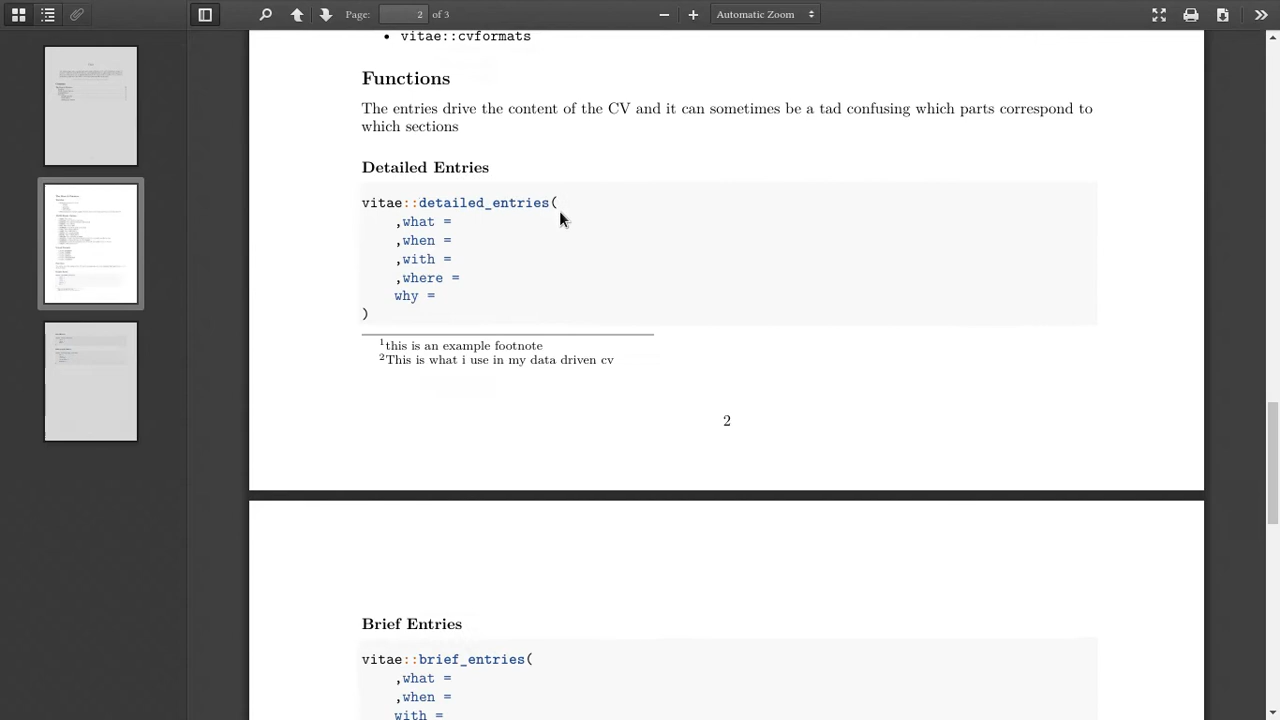 Page: 2 of 3
Automatic Zoom
• vitae::cvformats
Functions
The entries drive the content of the CV and it can sometimes be a tad confusing which parts correspond to
which sections
Detailed Entries
vitae::detailed_entries(
,what =
,when =
,with =
,where =
why =
)
1this is an example footnote
2This is what i use in my data driven cv
2
Brief Entries
vitae::brief_entries(
,what =
,when =
with =